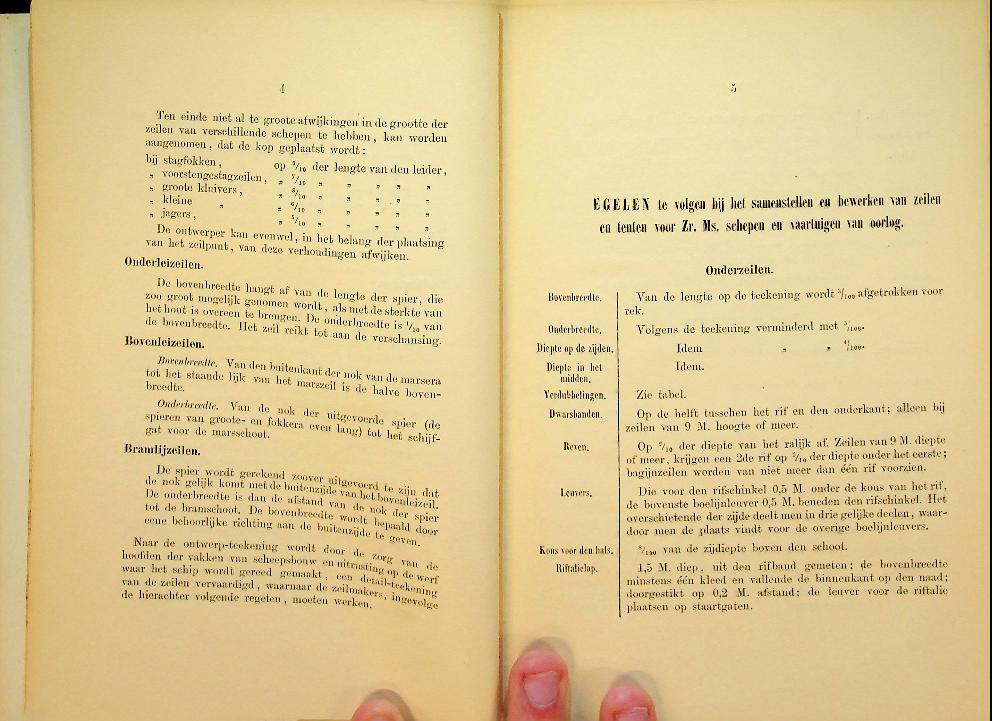 4
Ten einde niet al te groote afwijkingen in de grootte der
zeilen van verschillende schepen te hebben, kan worden
aangenomen, dat de kop geplaatst wordt:
bij stagfokken, op /10 der lengte van den leider,
„ voorstengestagzeilen, „ /10 „ „ „ „
„ groote kluivers, „ /10 „ „ „ „
„ kleine „ „ /10 „ „ „ „
„ jagers, „ /10 „ „ „ „
De ontwerper kan evenwel, in het belang der plaatsing
van het zeilpunt, van deze verhoudingen afwijken.
Onderleizeilen.
De bovenbreedte hangt af van de lengte der spier, die
zoo groot mogelijk genomen wordt, als met de sterkte van
het hout is overeen te brengen. De onderbreedte is /10 van
de bovenbreedte. Het zeil reikt tot aan de verschansing.
Bovenleizeilen.
Bovenbreedte. Van den buitenkant der nok van de marsera
tot het staande lijk van het marszeil is de halve boven-
breedte.
Onderbreedte. Van de nok der uitgevoerde spier (de
spieren van groote- en fokkera even lang) tot het schijf-
gat voor de marsschoot.
Bramlijzeilen.
De spier wordt gerekend zoover uitgevoerd te zijn dat
de nok gelijk komt met de buitenzijde van het bovenleizeil.
De onderbreedte is dan de afstand van de nok der spier
tot de bramschoot. De bovenbreedte wordt bepaald door
eene behoorlijke richting aan de buitenzijde te geven.
Naar de ontwerp-teekening wordt door de zorg van de
hoofden der vakken van scheepsbouw en uitrusting op de werf
waar het schip wordt gereed gemaakt, een detail-teekening
van de zeilen vervaardigd, waarnaar de zeilmakers, ingevolge
de hierachter volgende regelen, moeten werken.
5
EGELEN te volgen bij het samenstellen en bewerken van zeilen
en tenten voor Zr. Ms. schepen en vaartuigen van oorlog.
Onderzeilen.
Bovenbreedte. Van de lengte op de teekening wordt /100 afgetrokken voor
rek.
Onderbreedte. Volgens de teekening verminderd met /100.
Diepte op de zijden. Idem „ „ /100.
Diepte in het
midden. Idem.
Verdubbelingen. Zie tabel.
Dwarsbanden. Op de helft tusschen het rif en den onderkant; alleen bij
zeilen van 9 M. hoogte of meer.
Reven. Op /10 der diepte van het ralijk af. Zeilen van 9 M. diepte
of meer, krijgen een 2de rif op /10 der diepte onder het eerste;
bagijnzeilen worden van niet meer dan één rif voorzien.
Leuvers. Die voor den rifschinkel 0,5 M. onder de kous van het rif,
de bovenste boelijnleuver 0,5 M. beneden den rifschinkel. Het
overschietende der zijde deelt men in drie gelijke deelen, waar-
door men de plaats vindt voor de overige boelijnleuvers.
Kous voor den hals. /100 van de zijdiepte boven den schoot.
Riftalielap. 1,5 M. diep, uit den rifband gemeten; de bovenbreedte
minstens één kleed en vallende de binnenkant op den naad;
doorgestikt op 0,2 M. afstand; de leuver voor de riftalie
plaatsen op staartgaten.